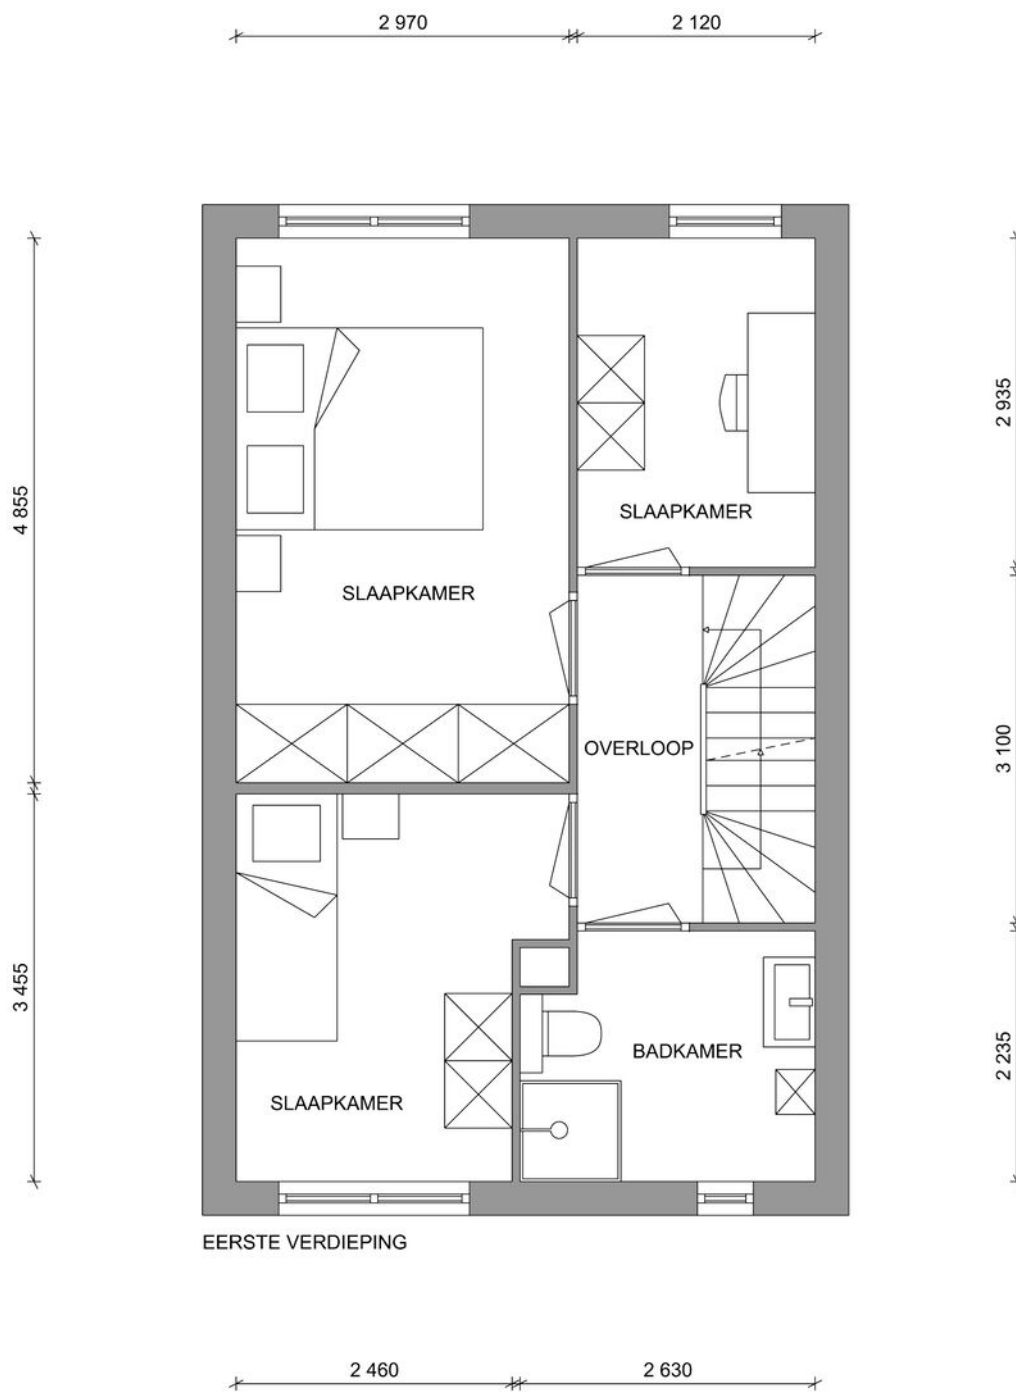 2 970
2 120
2 935
4 855
SLAAPKAMER
SLAAPKAMER
OVERLOOP
3 100
3 455
BADKAMER
2 235
SLAAPKAMER
EERSTE VERDIEPING
2 460
2 630